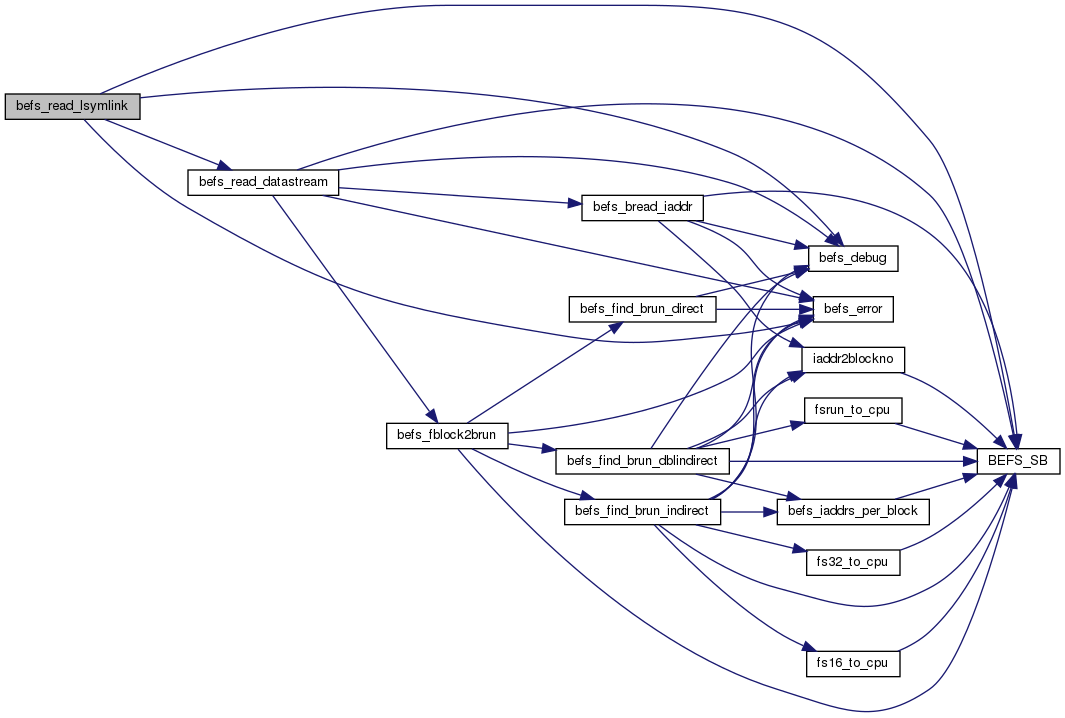 befs_read_lsymlink
befs_read_datastream
befs_bread_iaddr
befs_debug
befs_find_brun_direct
befs_error
iaddr2blockno
fsrun_to_cpu
befs_fblock2brun
befs_find_brun_dblindirect
BEFS_SB
befs_find_brun_indirect
befs_iaddrs_per_block
fs32_to_cpu
fs16_to_cpu